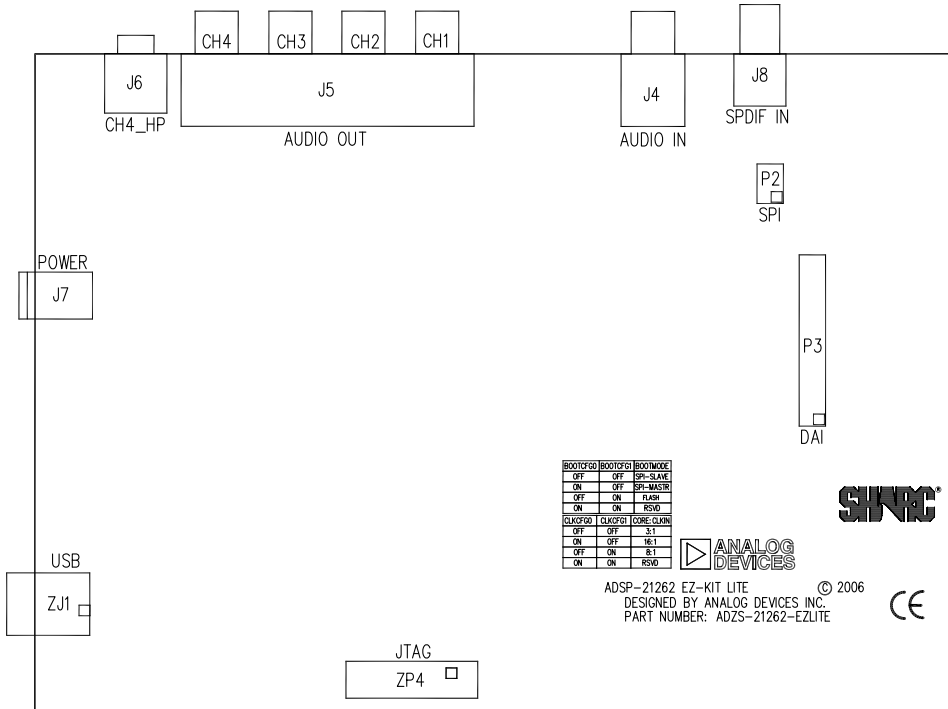 CH4 CH3 CH2 CH1
J6 J5 J4 J8
CH4_HP
AUDIO OUT
AUDIO IN
SPDIF IN
P2
SPI
POWER
J7
P3
DAI
BOOTCFG0 BOOTCFG1 BOOTMODE
OFF OFF SPI-SLAVE
ON OFF SPI-MASTR
OFF ON FLASH
ON ON RSVD
CLKCFG0 CLKCFG1 CORE:CLKIN
OFF OFF 3:1
ON OFF 16:1
OFF ON 8:1
ON ON RSVD
SHARC®
ANALOG
DEVICES
USB
ZJ1
ADSP-21262 EZ-KIT LITE © 2006
DESIGNED BY ANALOG DEVICES INC.
PART NUMBER: ADZS-21262-EZLITE
CE
JTAG
ZP4